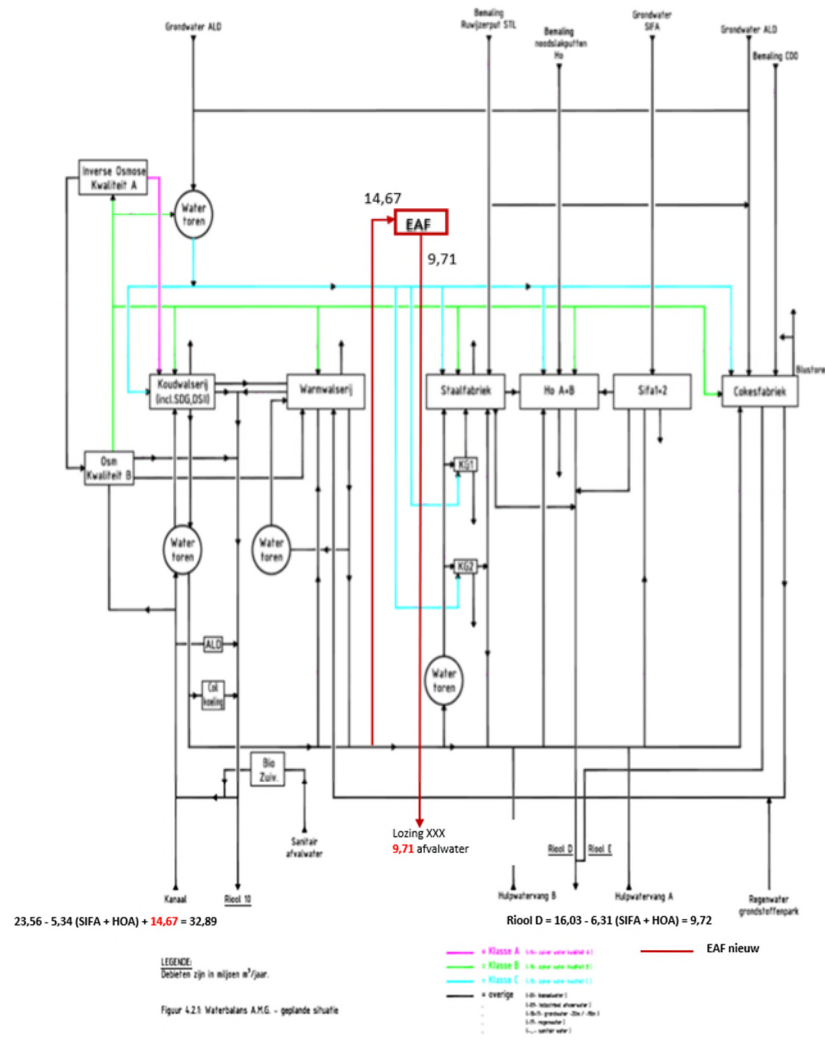 Grondwater ALD
Bemaling
Ruwijzerput STL
Bemaling
noodslakputten
Ho
Grondwater
SIFA
Grondwater ALD
Bemaling CDO
Inverse Osmose
Kwaliteit A
Water
toren
14,67
EAF
9,71
Blustoren
Koudwalserij
(incl.SDG,DSII)
Warmwalserij
Staalfabriek
Ho A+B
Sifa1+2
Cokesfabriek
Osm
Kwaliteit B
KG1
Water
toren
Water
toren
KG2
ALD
Col
koeling
Water
toren
Bio
Zuiv.
Sanitair
afvalwater
Lozing XXX
9,71 afvalwater
Riool D
Riool E
Kanaal
Riool 10
Hulpwatervang B
Hulpwatervang A
Regenwater
grondstoffenpark
23,56 - 5,34 (SIFA + HOA) + 14,67 = 32,89
Riool D = 16,03 - 6,31 (SIFA + HOA) = 9,72
LEGENDE:
Debieten zijn in miljoen m³/jaar.
= Klasse A
= Klasse B
= Klasse C
= overige
EAF nieuw
Figuur 4.2.1: Waterbalans A.M.G. - geplande situatie